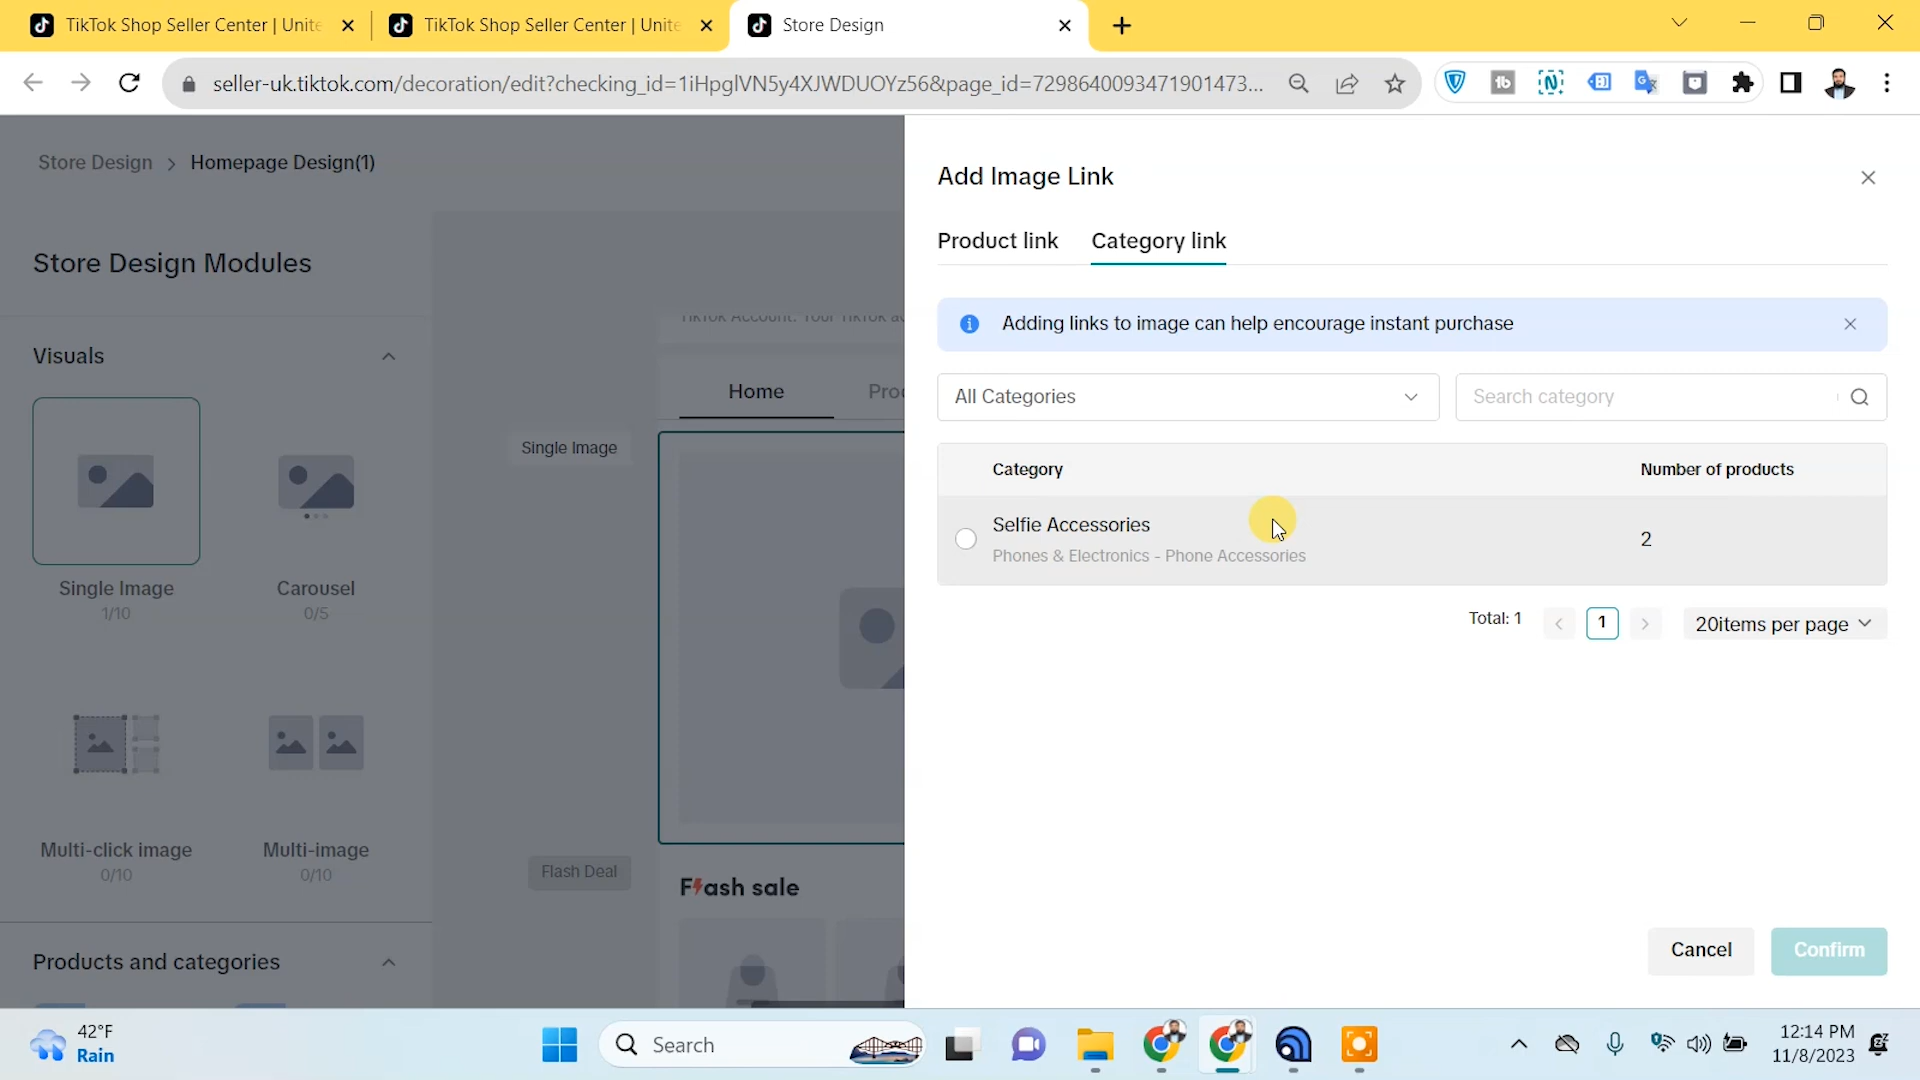 TikTok Shop Seller Center | Unite
TikTok Shop Seller Center | Unite
Store Design
seller-uk.tiktok.com/decoration/edit?checking_id=1iHpglVN5y4XJWDUOYz56&page_id=7298640093471901473...
Store Design > Homepage Design(1)
Store Design Modules
Visuals
Single Image
1/10
Carousel
0/5
Multi-click image
0/10
Multi-image
0/10
Products and categories
Home
Pro
Single Image
Flash Deal
Flash sale
Add Image Link
Product link
Category link
Adding links to image can help encourage instant purchase
All Categories
Search category
Category
Number of products
Selfie Accessories
Phones & Electronics - Phone Accessories
2
Total: 1
1
20items per page
Cancel
Confirm
42°F
Rain
Search
12:14 PM
11/8/2023